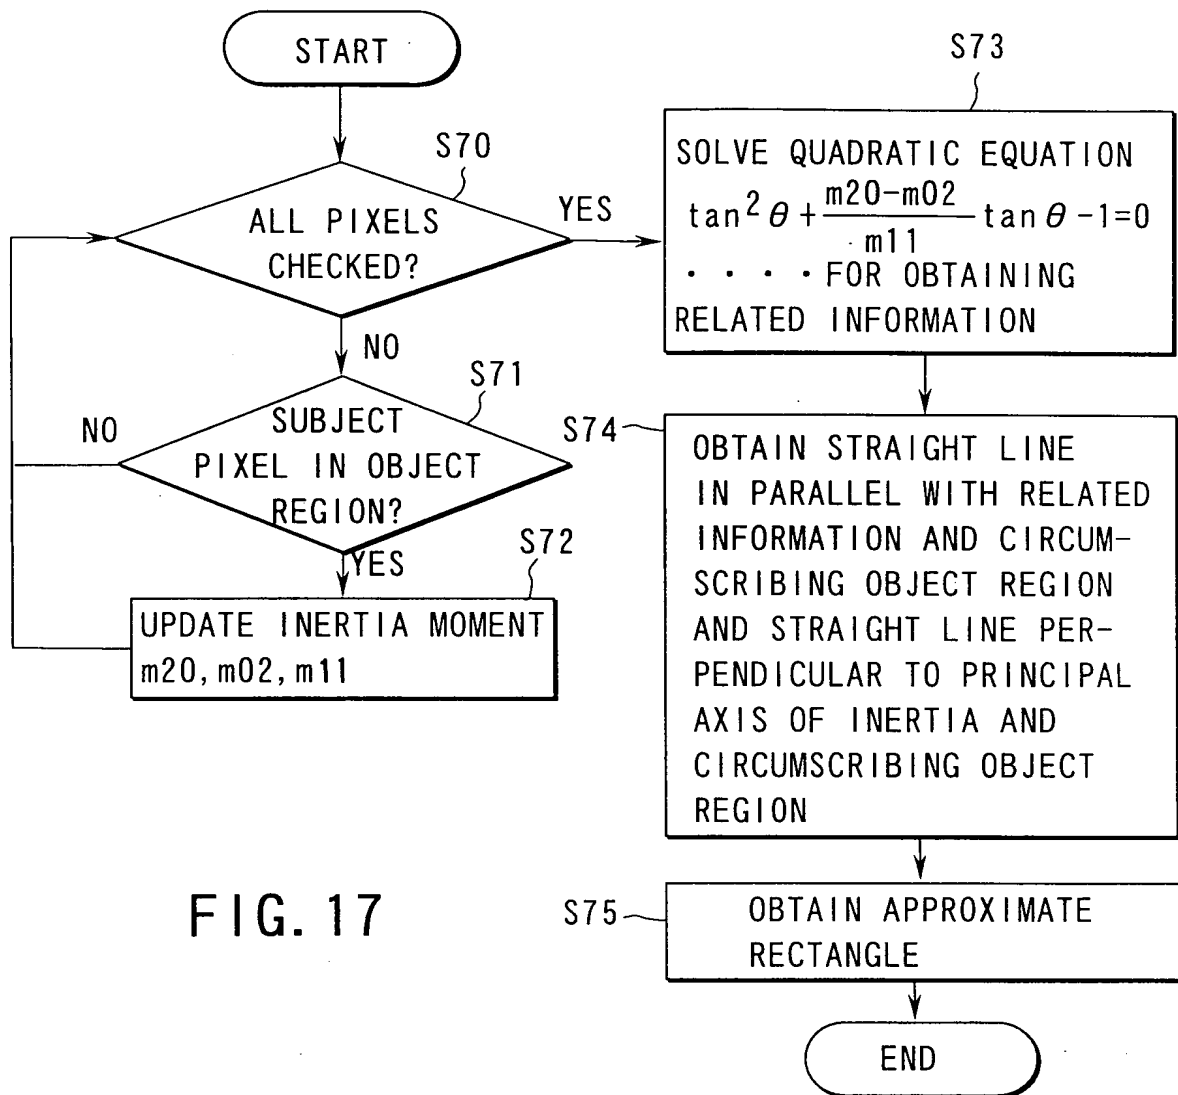 START
S70
ALL PIXELS
CHECKED?
YES
NO
S71
SUBJECT
PIXEL IN OBJECT
REGION?
NO
YES
S72
UPDATE INERTIA MOMENT
m20, m02, m11
S73
SOLVE QUADRATIC EQUATION
tan² θ + (m20-m02)/m11 tan θ -1=0
・・・・FOR OBTAINING
RELATED INFORMATION
S74
OBTAIN STRAIGHT LINE
IN PARALLEL WITH RELATED
INFORMATION AND CIRCUM-
SCRIBING OBJECT REGION
AND STRAIGHT LINE PER-
PENDICULAR TO PRINCIPAL
AXIS OF INERTIA AND
CIRCUMSCRIBING OBJECT
REGION
S75
OBTAIN APPROXIMATE
RECTANGLE
END
FIG. 17